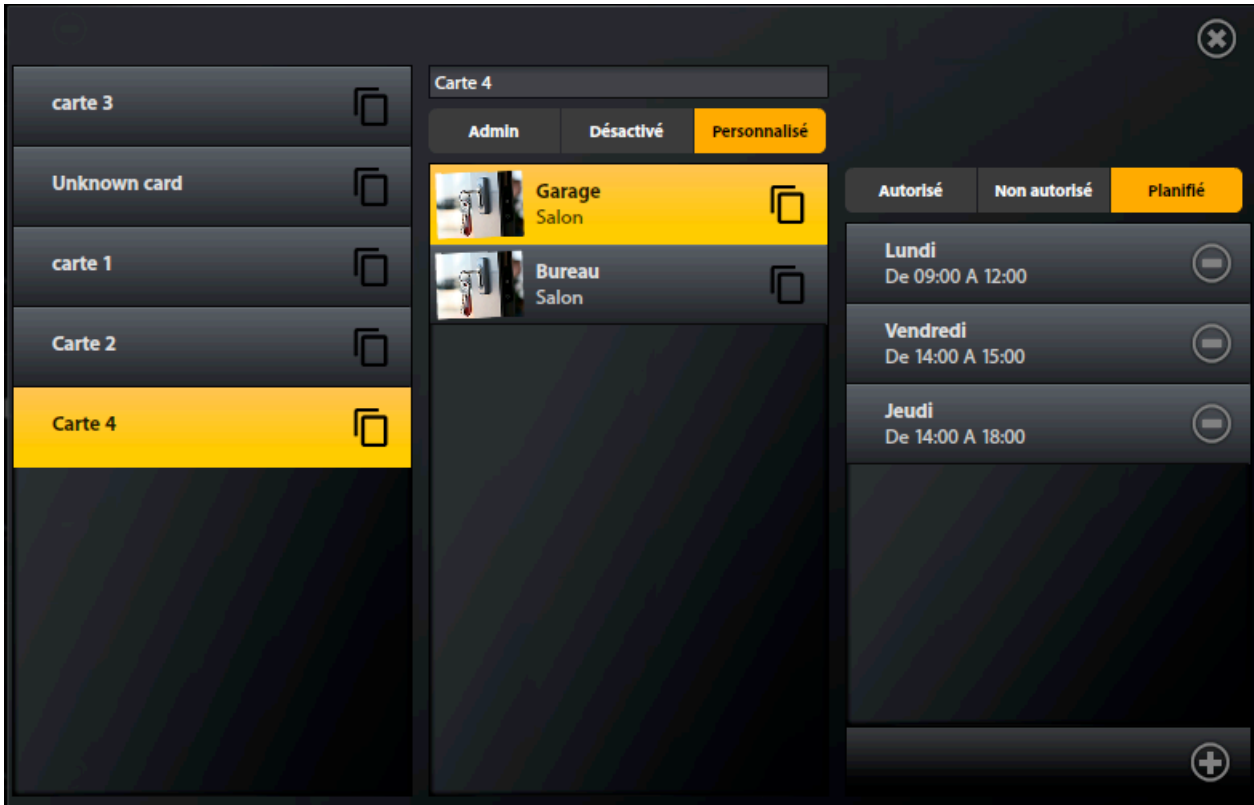 carte 3
Unknown card
carte 1
Carte 2
Carte 4
Carte 4
Admin Désactivé Personnalisé
Garage
Salon
Bureau
Salon
Autorisé Non autorisé Planifié
Lundi
De 09:00 A 12:00
Vendredi
De 14:00 A 15:00
Jeudi
De 14:00 A 18:00